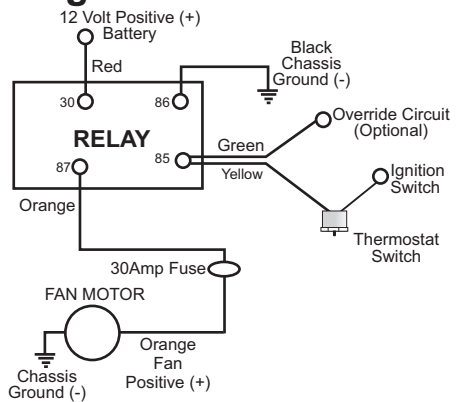 12 Volt Positive (+)
Battery
Red
Black
Chassis
Ground (-)
30
86
RELAY
87
85
Green
Yellow
Override Circuit
(Optional)
Ignition
Switch
Thermostat
Switch
Orange
30Amp Fuse
FAN MOTOR
Orange
Fan
Positive (+)
Chassis
Ground (-)